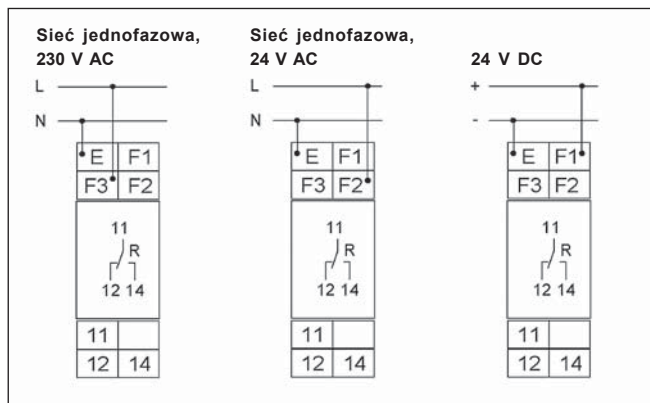 Sieć jednofazowa,
230 V AC
L
N
E F1
F3 F2
11
R
12 14
11
12 14
Sieć jednofazowa,
24 V AC
L
N
E F1
F3 F2
11
R
12 14
11
12 14
24 V DC
+
-
E F1
F3 F2
11
R
12 14
11
12 14